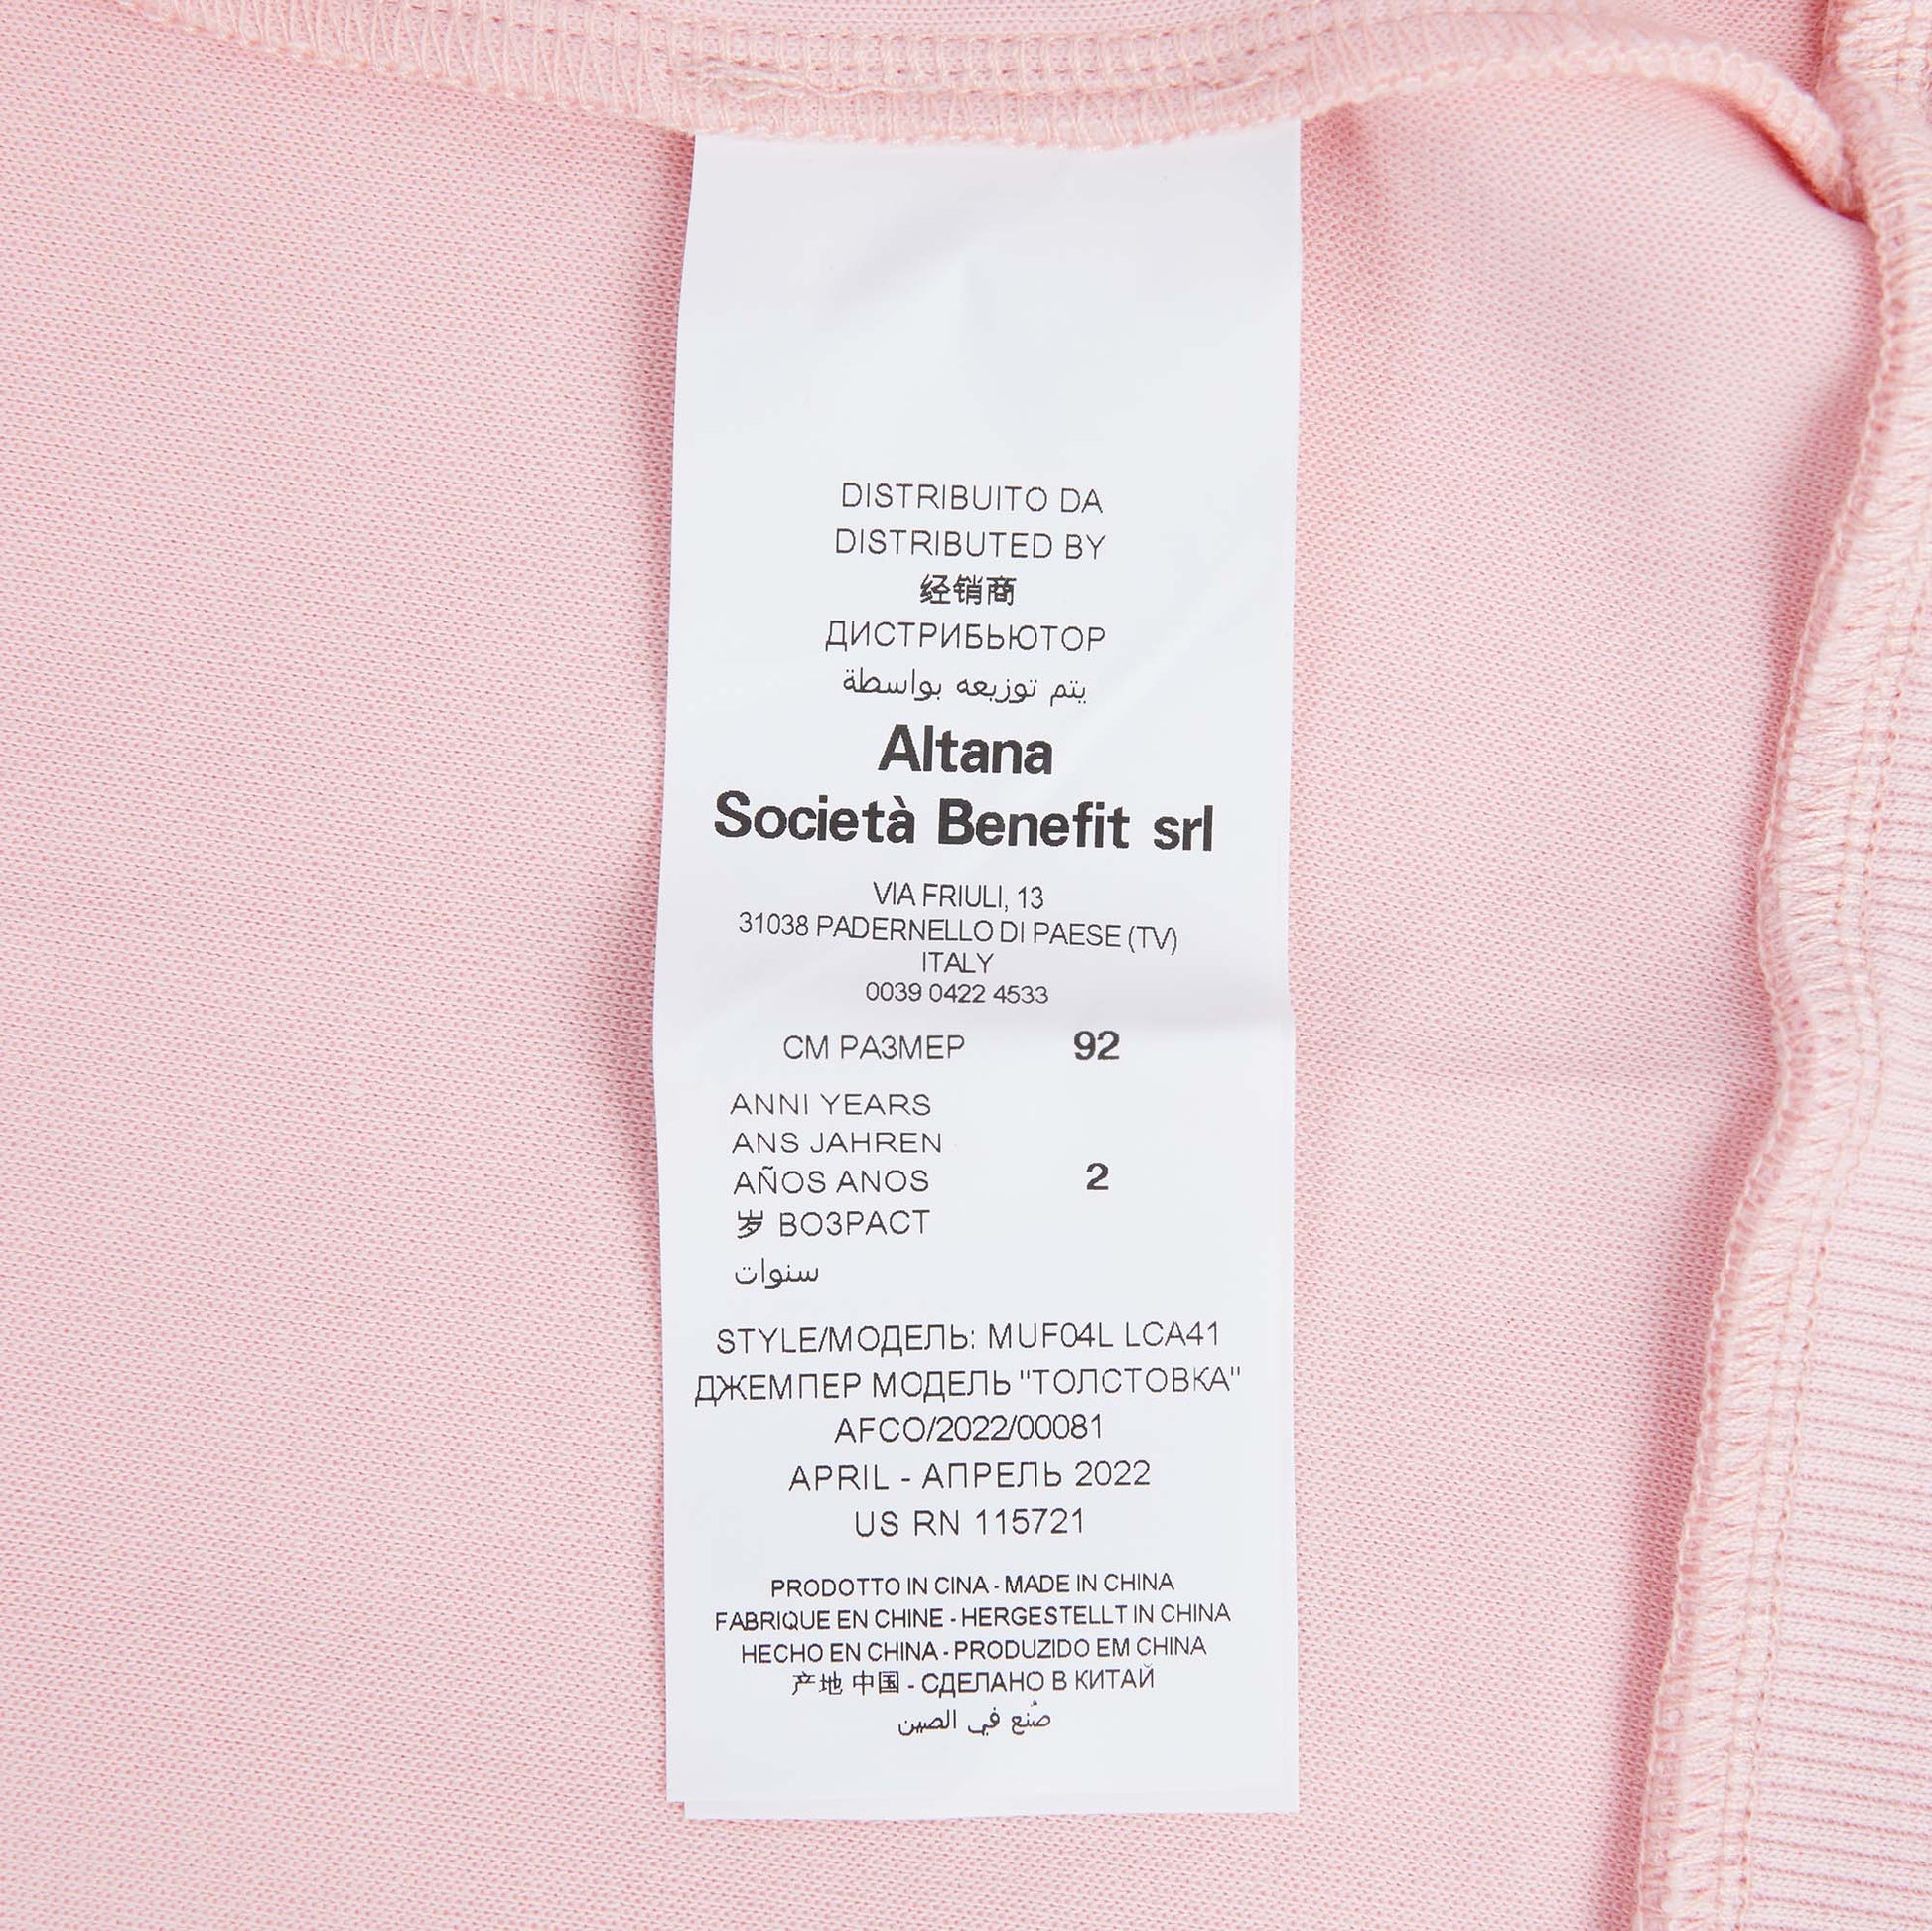 DISTRIBUITO DA
DISTRIBUTED BY
经销商
ДИСТРИБЬЮТОР
يتم توزيعه بواسطة
Altana
Società Benefit srl
VIA FRIULI, 13
31038 PADERNELLO DI PAESE (TV)
ITALY
0039 0422 4533
СМ РАЗМЕР 92
ANNI YEARS
ANS JAHREN
AÑOS ANOS 2
岁 ВОЗРАСТ
سنوات
STYLE/МОДЕЛЬ: MUF04L LCA41
ДЖЕМПЕР МОДЕЛЬ "ТОЛСТОВКА"
AFCO/2022/00081
APRIL - АПРЕЛЬ 2022
US RN 115721
PRODOTTO IN CINA - MADE IN CHINA
FABRIQUE EN CHINE - HERGESTELLT IN CHINA
HECHO EN CHINA - PRODUZIDO EM CHINA
产地 中国 - СДЕЛАНО В КИТАЙ
صُنع في الصين